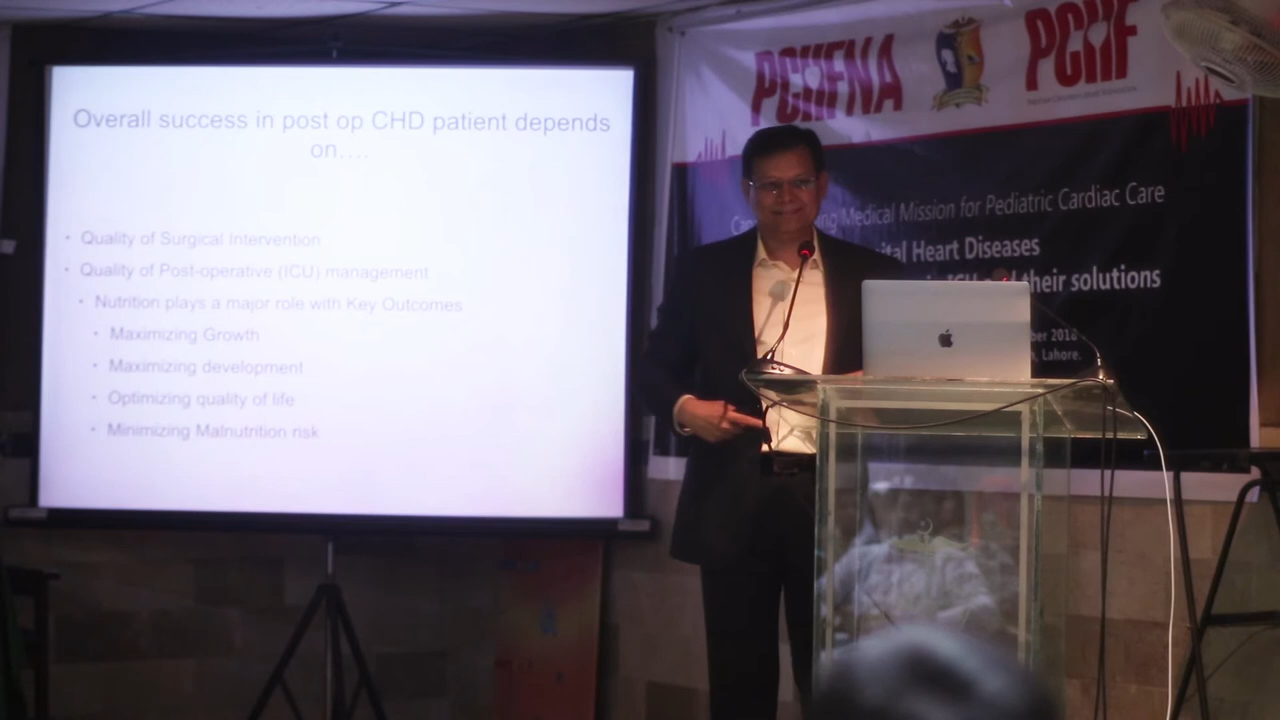 Overall success in post op CHD patient depends
on....
• Quality of Surgical Intervention
• Quality of Post-operative (ICU) management
• Nutrition plays a major role with Key Outcomes
• Maximizing Growth
• Maximizing development
• Optimizing quality of life
• Minimizing Malnutrition risk
PCHFNA
PCHF
Medical Mission for Pediatric Cardiac Care
Heart Diseases
their solutions
2018
Lahore.